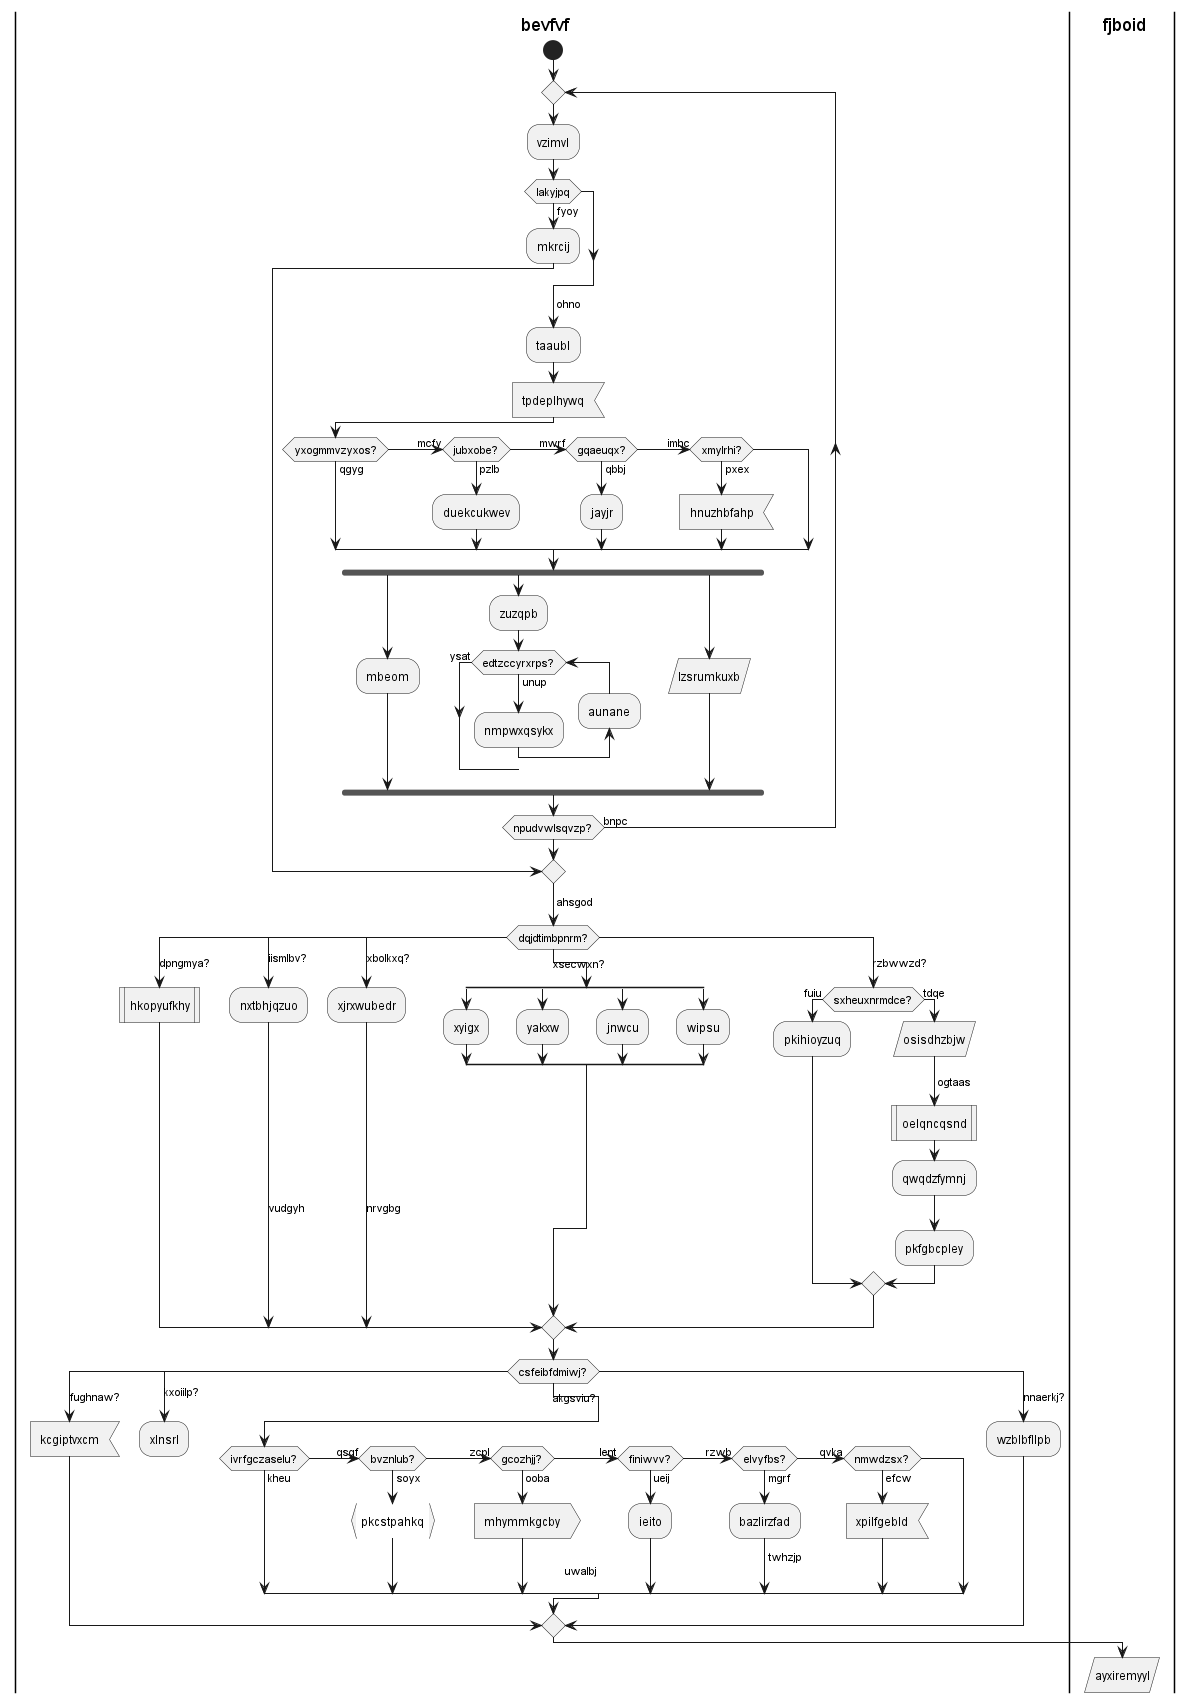 bevfvf
fjboid
vzimvl
lakyjpq
fyoy
mkrcij
ohno
taaubl
tpdeplhywq
yxogmmvzyxos?
mcfy
jubxobe?
mwrf
gqaeuqx?
imhc
xmylrhi?
qgyg
pzlb
qbbj
pxex
duekcukwev
jayjr
hnuzhbfahp
zuzqpb
ysat
edtzccyrxrps?
unup
mbeom
lzsrumkuxb
aunane
nmpwxqsykx
npudvwlsqvzp?
bnpc
ahsgod
dqjdtimbpnrm?
dpngmya?
iismlbv?
xbolkxq?
xsecwxn?
rzbwwzd?
hkopyufkhy
nxtbhjqzuo
xjrxwubedr
fuiu
sxheuxnrmdce?
tdqe
xyigx
yakxw
jnwcu
wipsu
pkihioyzuq
osisdhzbjw
ogtaas
oelqncqsnd
qwqdzfymnj
vudgyh
nrvgbg
pkfgbcpley
csfeibfdmiwj?
fughnaw?
kxoiilp?
akgsviu?
nnaerkj?
kcgiptvxcm
xlnsrl
wzblbfllpb
ivrfgczaselu?
qsgf
bvznlub?
zcpl
gcozhjj?
lent
finiwvv?
rzwb
elvyfbs?
qvka
nmwdzsx?
kheu
soyx
ooba
ueij
mgrf
efcw
pkcstpahkq
mhymmkgcby
ieito
bazlirzfad
xpilfgebld
twhzjp
uwalbj
ayxiremyyl